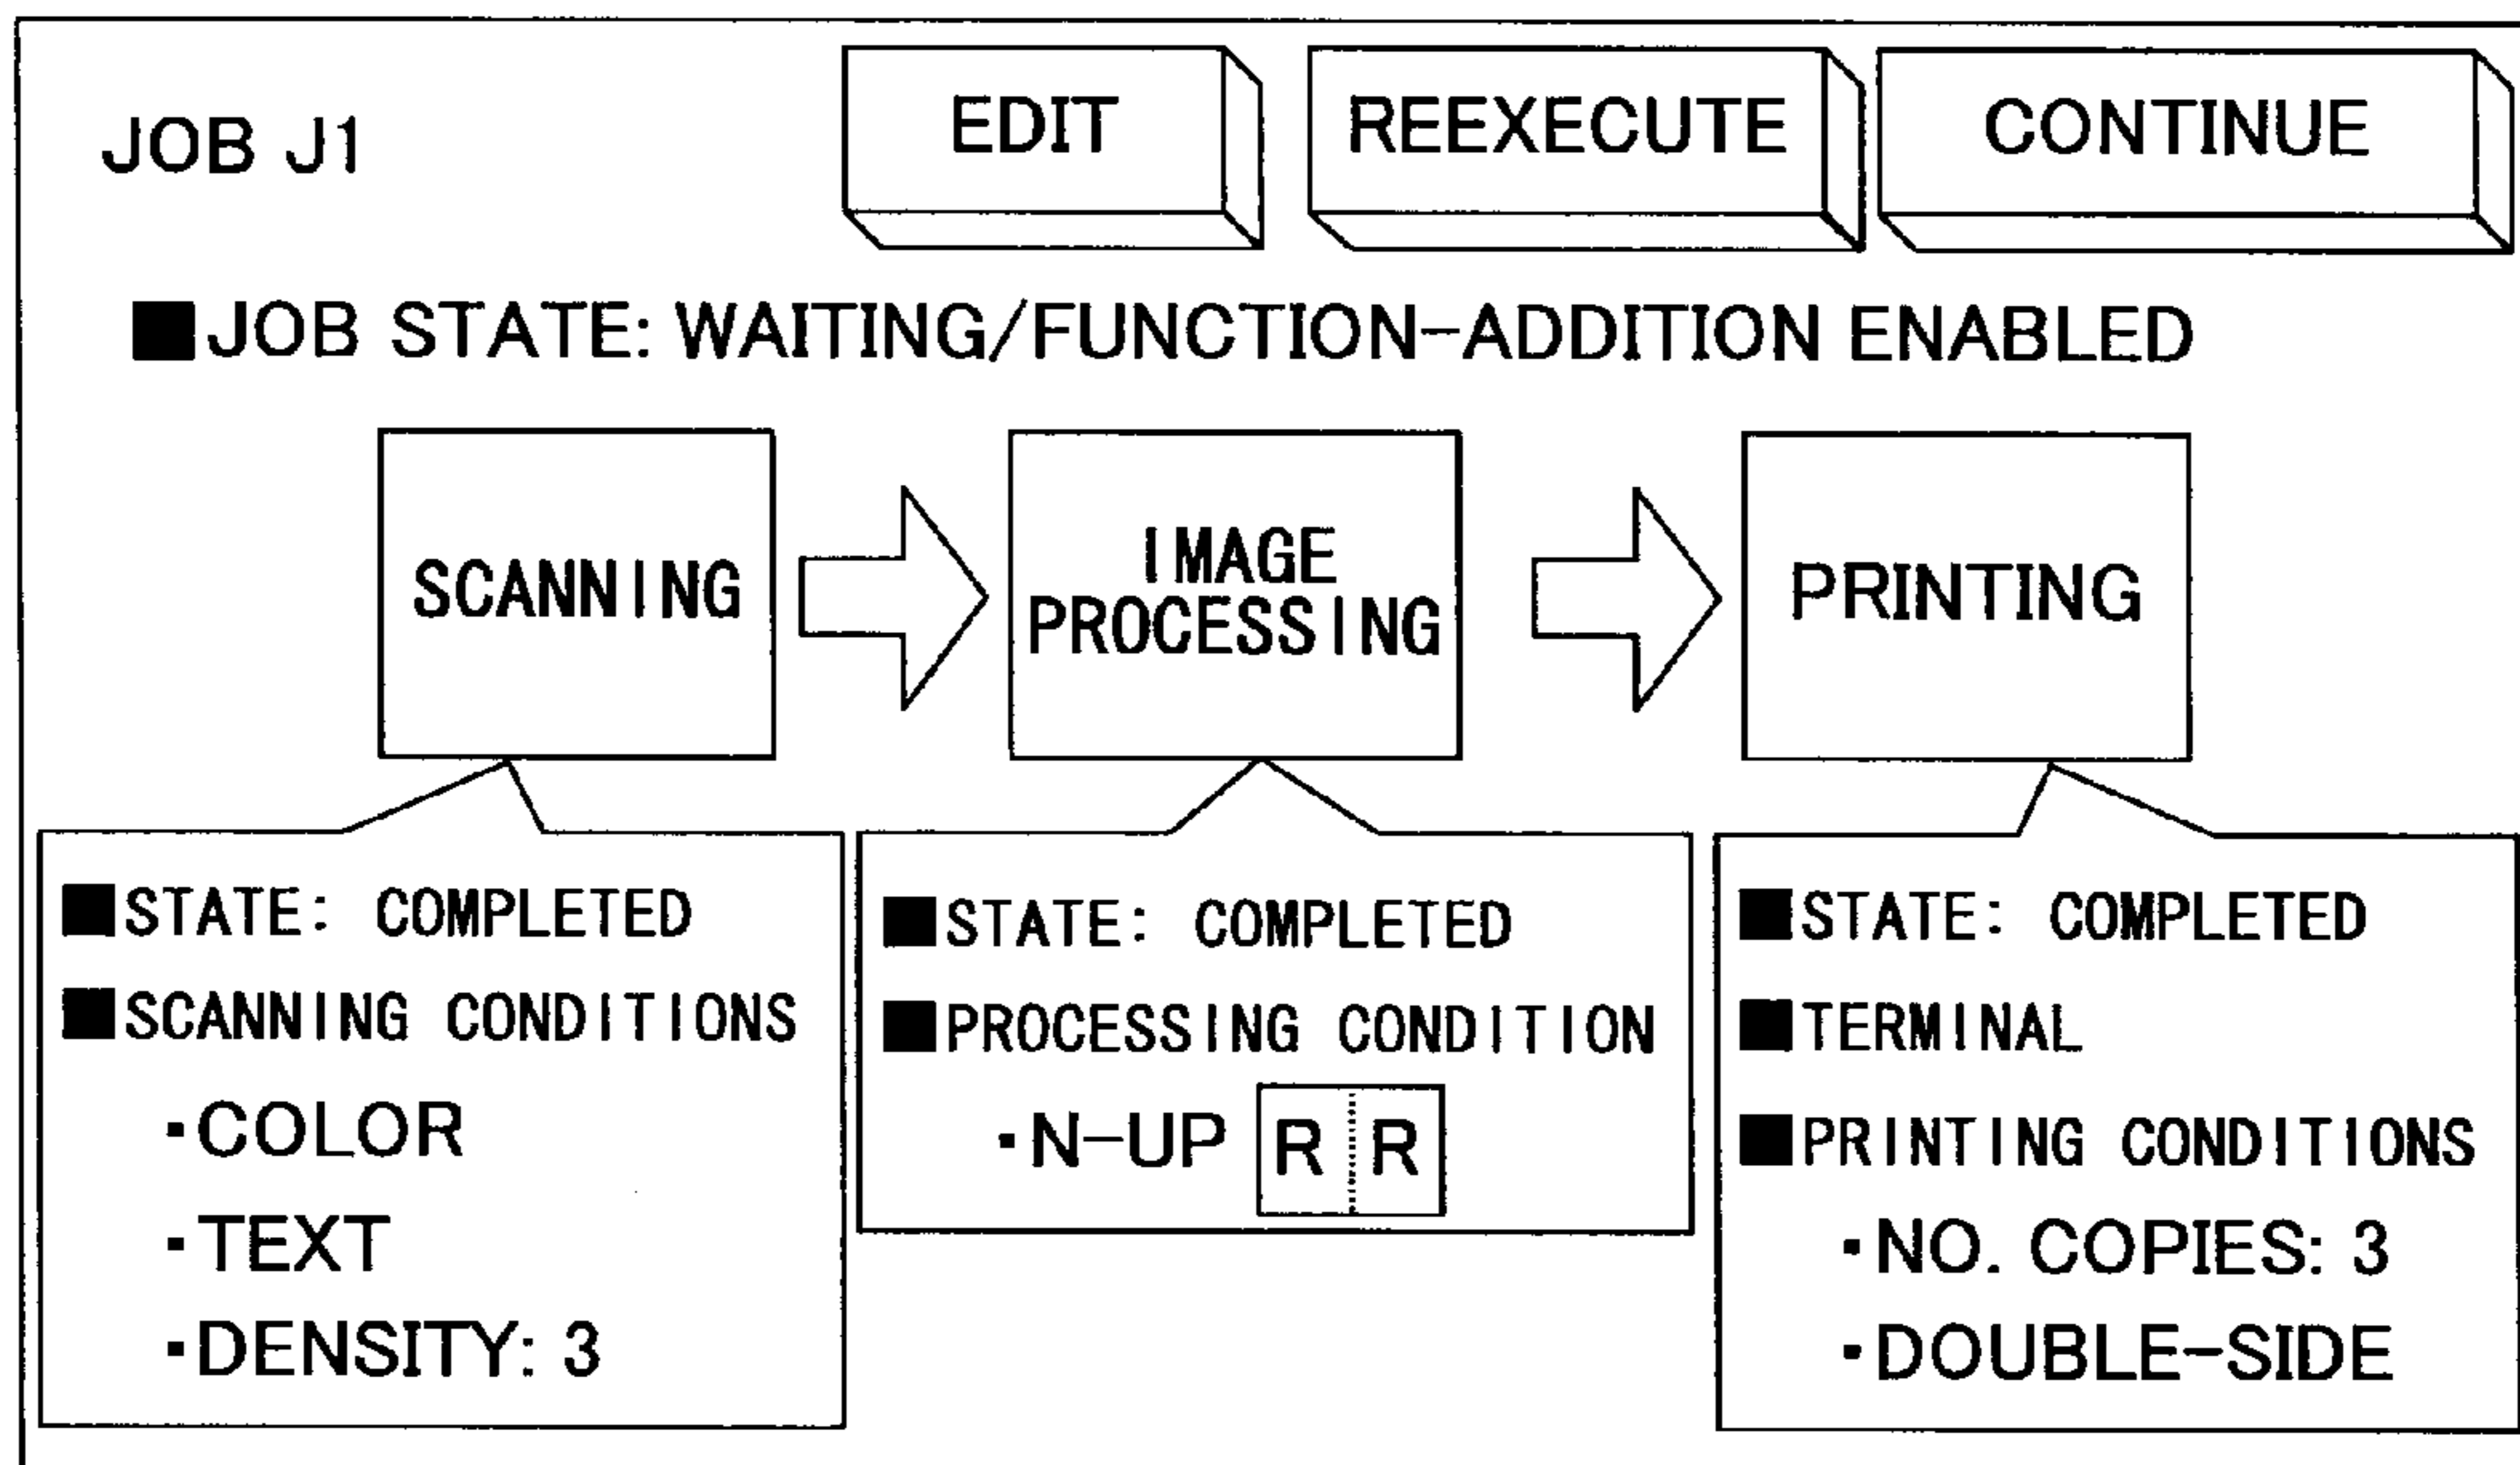 JOB J1
EDIT
REEXECUTE
CONTINUE
■JOB STATE: WAITING/FUNCTION-ADDITION ENABLED
SCANNING
IMAGE
PROCESSING
PRINTING
■STATE: COMPLETED
■SCANNING CONDITIONS
・COLOR
・TEXT
・DENSITY: 3
■STATE: COMPLETED
■PROCESSING CONDITION
・N-UP R R
■STATE: COMPLETED
■TERMINAL
■PRINTING CONDITIONS
・NO. COPIES: 3
・DOUBLE-SIDE